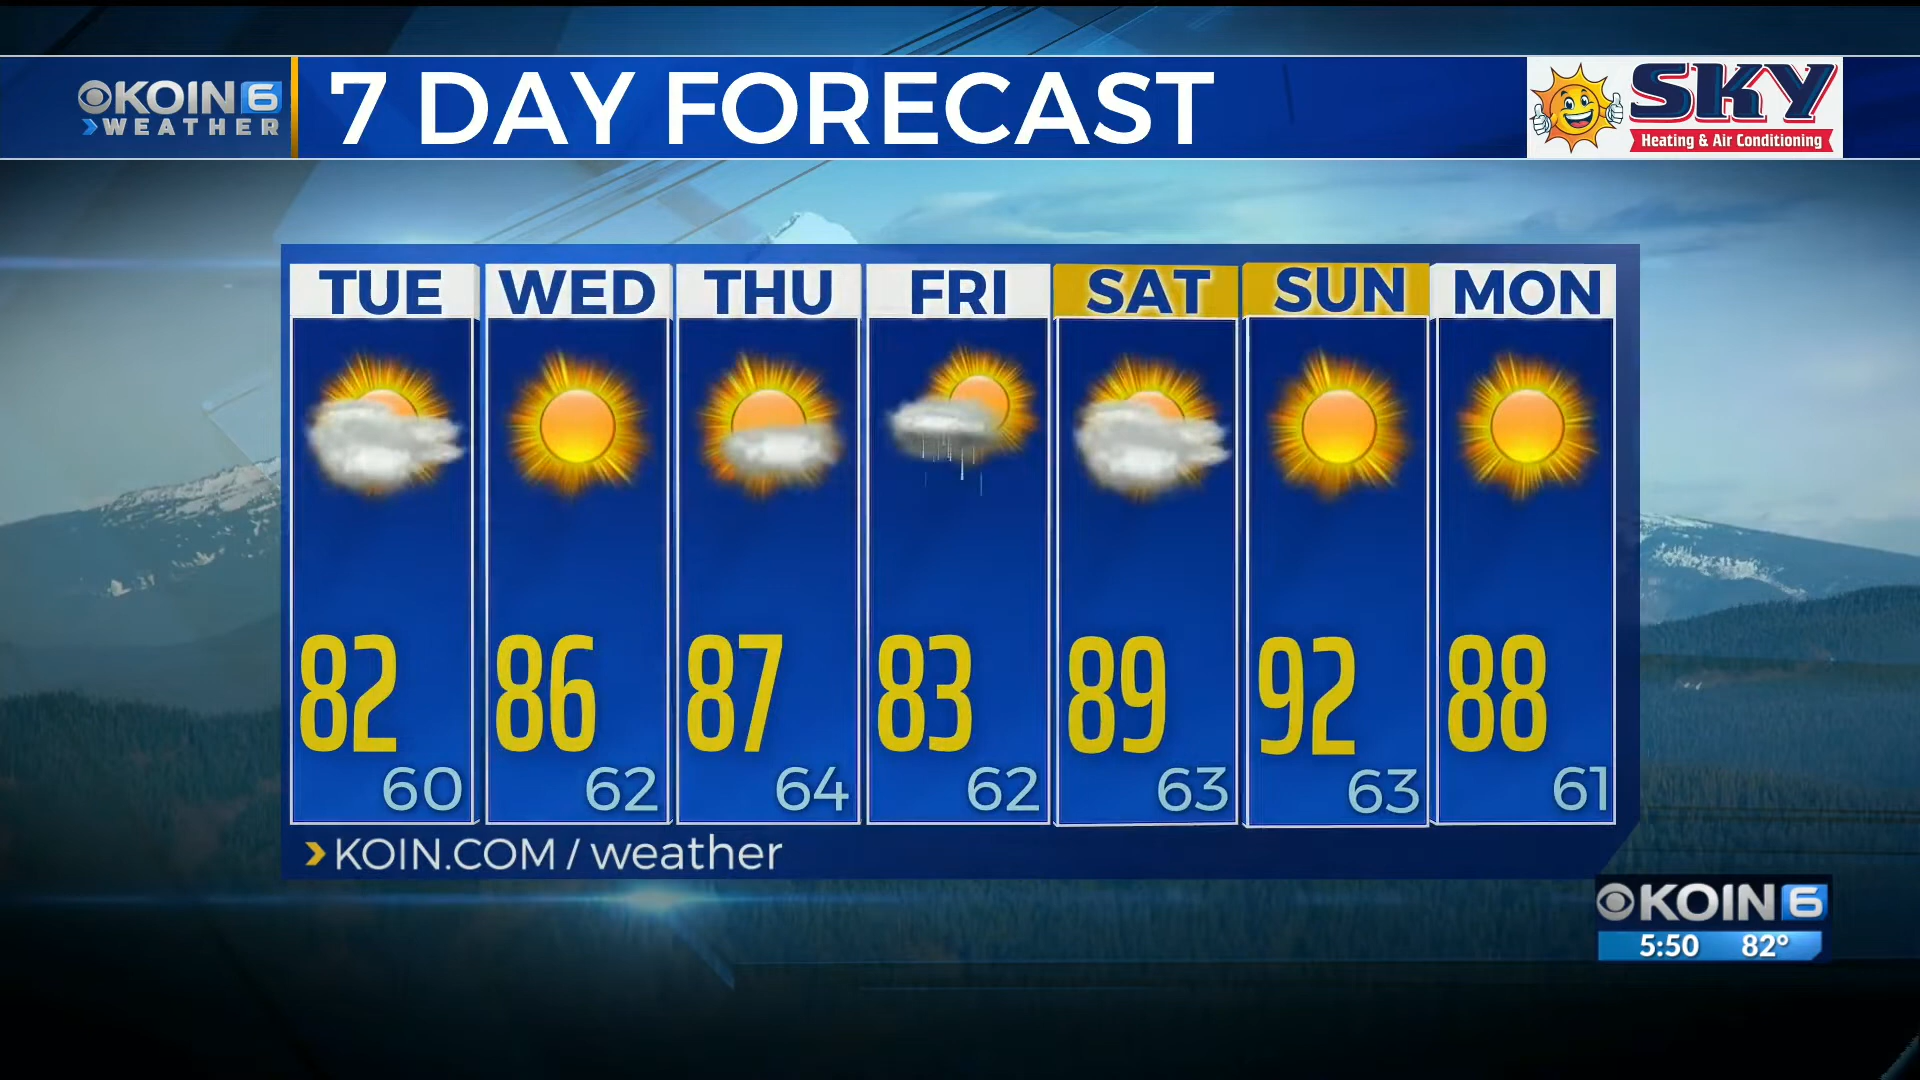 KOIN 6
WEATHER
7 DAY FORECAST
SKY
Heating & Air Conditioning
TUE WED THU FRI SAT SUN MON
82 86 87 83 89 92 88
60 62 64 62 63 63 61
KOIN.COM / weather
KOIN 6
5:50 82°